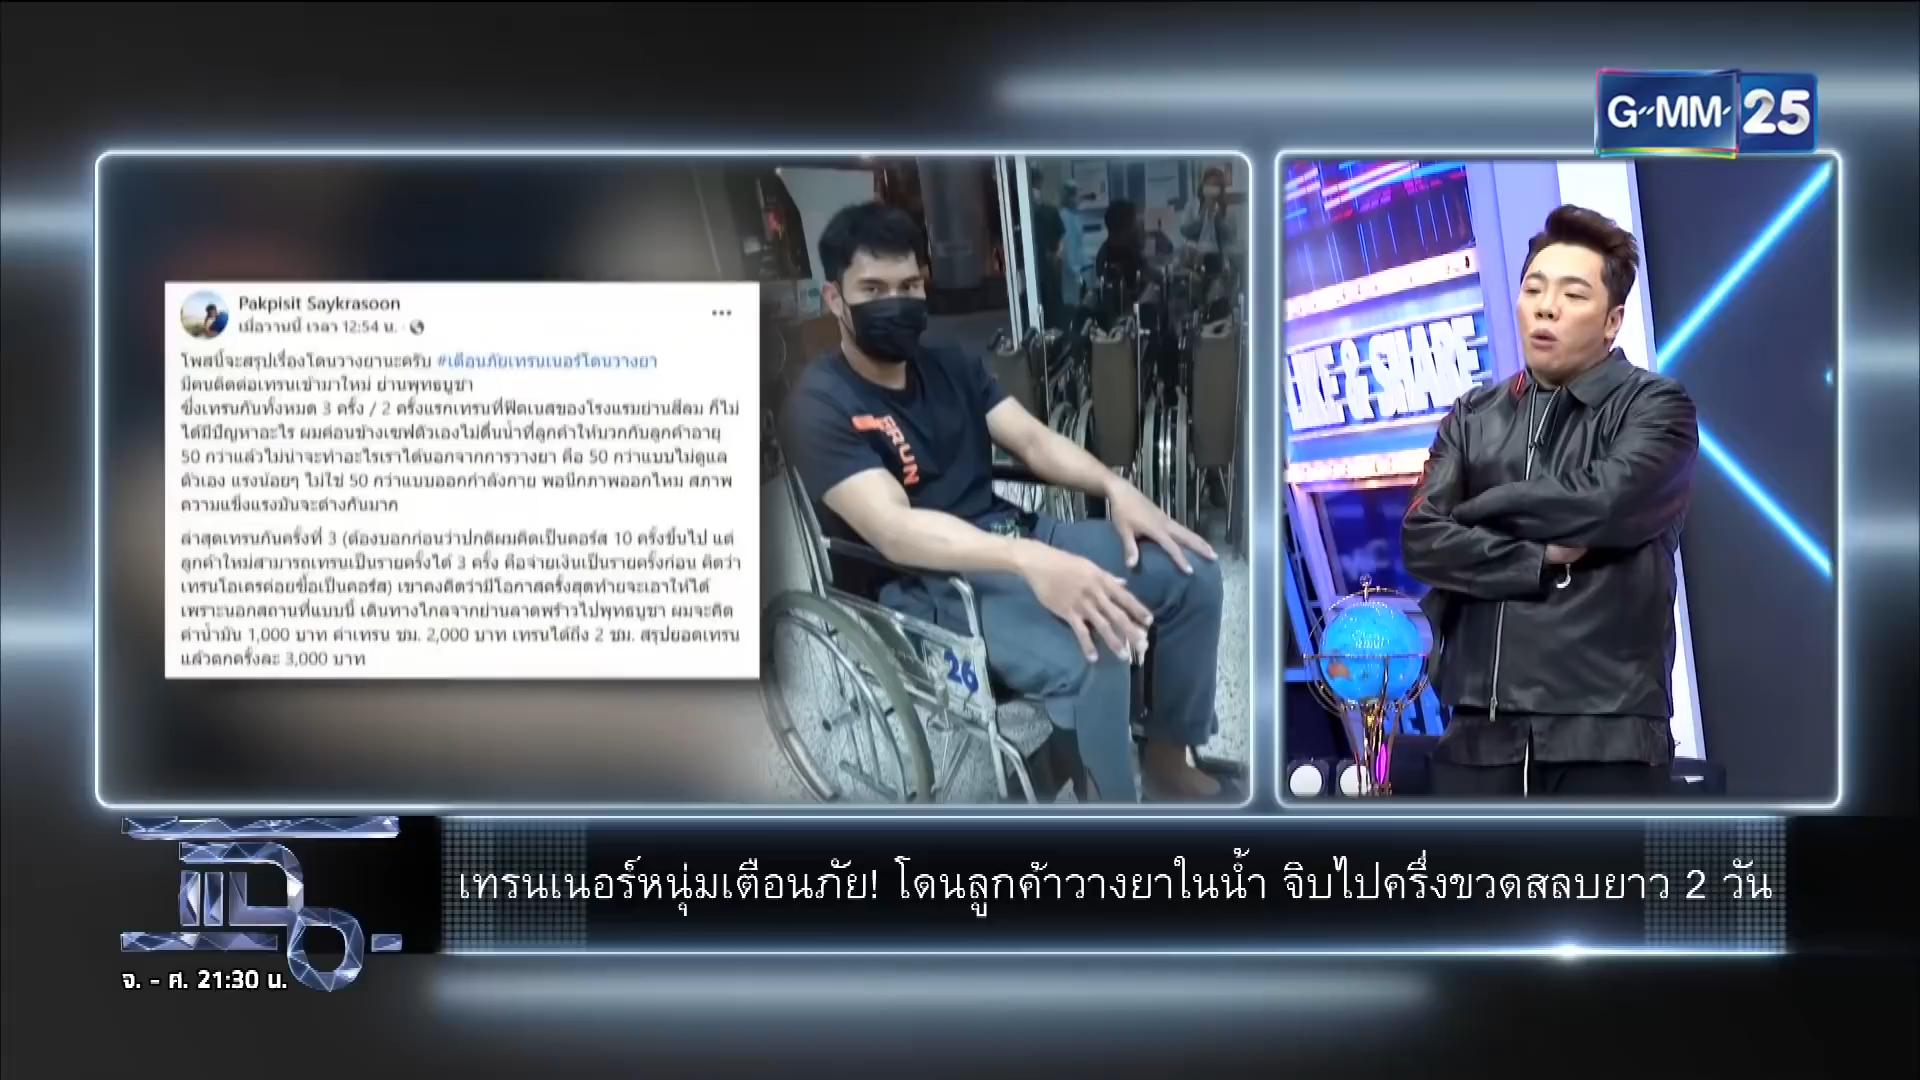 G-MM 25
Pakpisit Saykrasoon
เมื่อวานนี้ เวลา 12:54 น.
โพสนี้จะสรุปเรื่องโดนวางยานะครับ #เตือนภัยเทรนเนอร์โดนวางยา
มีคนติดต่อเทรนเข้ามาใหม่ ย่านพุทธบูชา
ซึ่งเทรนกันทั้งหมด 3 ครั้ง / 2 ครั้งแรกเทรนที่ฟิตเนสของโรงแรมย่านสีลม ก็ไม่
ได้มีปัญหาอะไร ผมค่อนข้างเซฟตัวเองไม่ดื่มน้ำที่ลูกค้าให้บวกกับลูกค้าอายุ
50 กว่าแล้วไม่น่าจะทำอะไรเราได้นอกจากการวางยา คือ 50 กว่าแบบไม่ดูแล
ตัวเอง แรงน้อยๆ ไม่ใช่ 50 กว่าแบบออกกำลังกาย พอนึกภาพออกไหม สภาพ
ความแข็งแรงมันจะต่างกันมาก
ล่าสุดเทรนกันครั้งที่ 3 (ต้องบอกก่อนว่าปกติผมคิดเป็นคอร์ส 10 ครั้งขึ้นไป แต่
ลูกค้าใหม่สามารถเทรนเป็นรายครั้งได้ 3 ครั้ง คือจ่ายเงินเป็นรายครั้งก่อน คิดว่า
เทรนโอเครค่อยซื้อเป็นคอร์ส) เขาคงคิดว่ามีโอกาสครั้งสุดท้ายจะเอาให้ได้
เพราะนอกสถานที่แบบนี้ เดินทางไกลจากย่านลาดพร้าวไปพุทธบูชา ผมจะคิด
ค่าน้ำมัน 1,000 บาท ค่าเทรน ชม. 2,000 บาท เทรนได้ถึง 2 ชม. สรุปยอดเทรน
แล้วตกครั้งละ 3,000 บาท
RUN
26
LIKE & SHARE
เทรนเนอร์หนุ่มเตือนภัย! โดนลูกค้าวางยาในน้ำ จิบไปครึ่งขวดสลบยาว 2 วัน
จ. - ศ. 21:30 น.